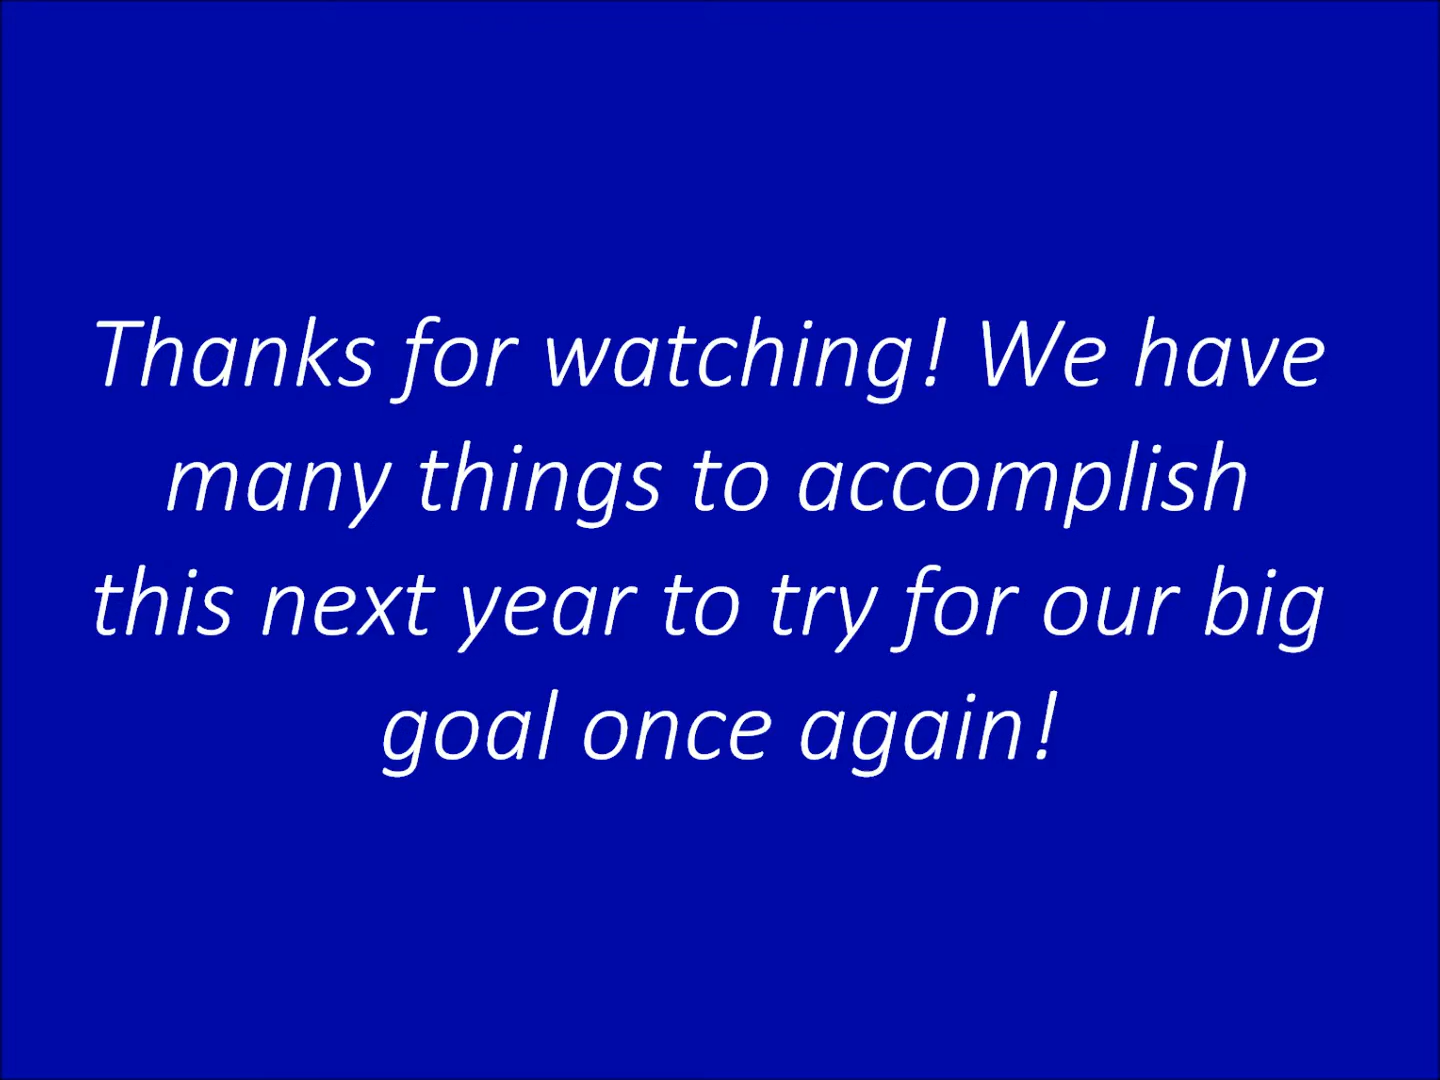 Thanks for watching! We have
many things to accomplish
this next year to try for our big
goal once again!